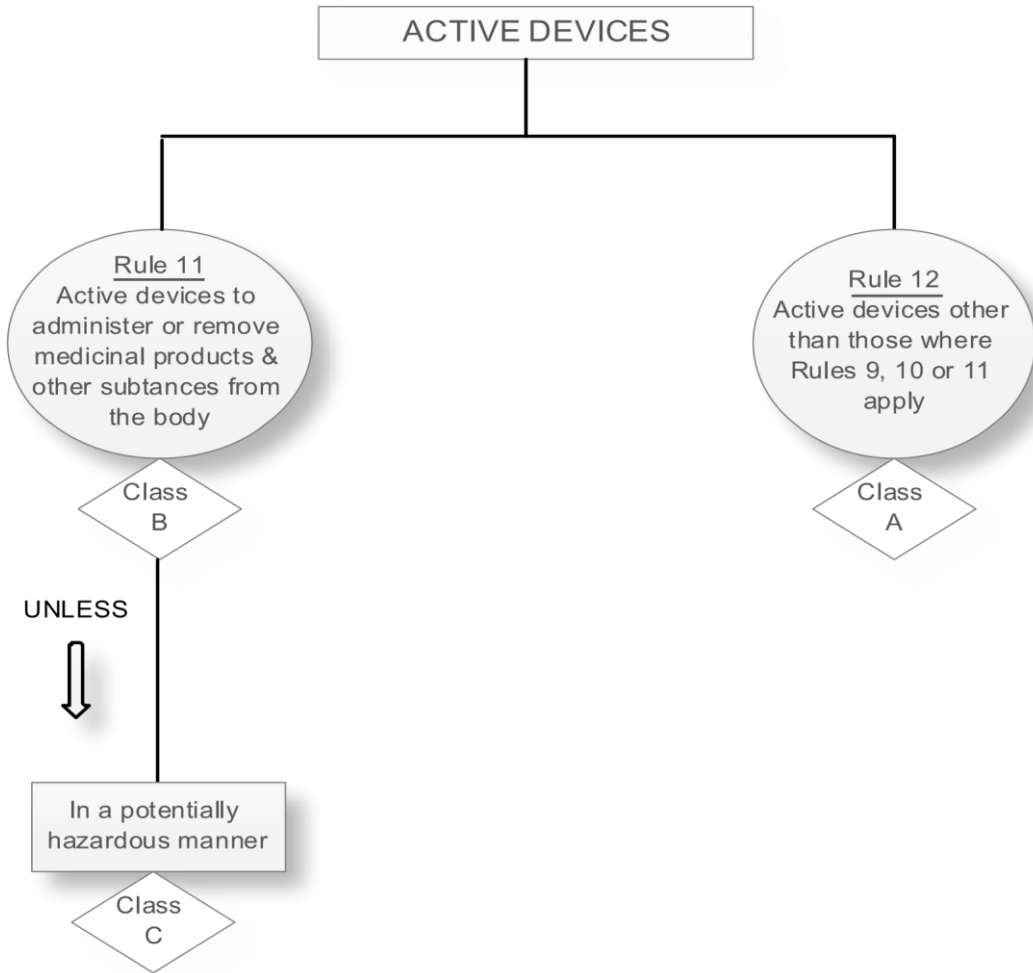 ACTIVE DEVICES
Rule 11
Active devices to
administer or remove
medicinal products &
other subtances from
the body
Rule 12
Active devices other
than those where
Rules 9, 10 or 11
apply
Class
B
Class
A
UNLESS
In a potentially
hazardous manner
Class
C